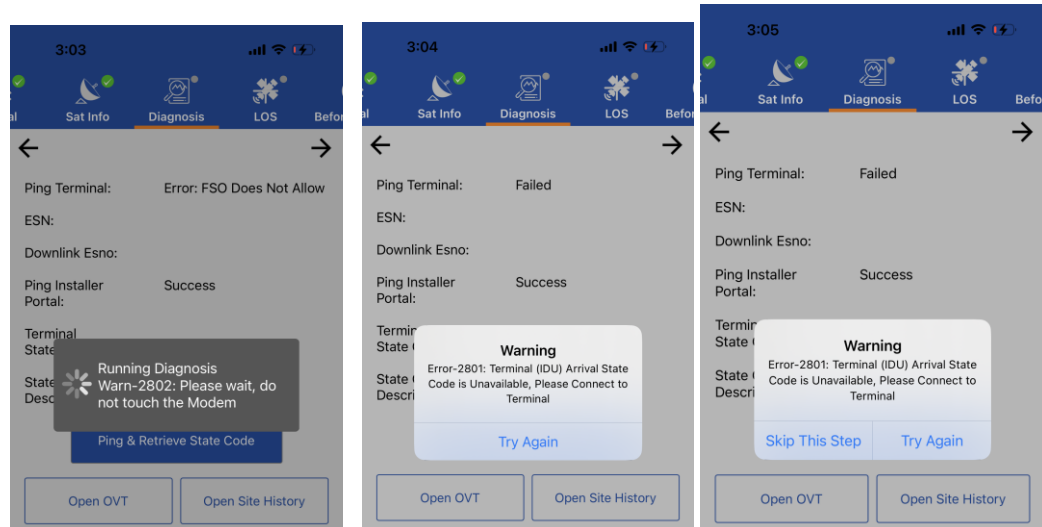 3:03
al
Sat Info
Diagnosis
LOS
Befor
Ping Terminal:
Error: FSO Does Not Allow
ESN:
Downlink Esno:
Ping Installer
Portal:
Success
Terminal
State
State
Desc
Running Diagnosis
Warn-2802: Please wait, do
not touch the Modem
Ping & Retrieve State Code
Open OVT
Open Site History
3:04
al
Sat Info
Diagnosis
LOS
Befor
Ping Terminal:
Failed
ESN:
Downlink Esno:
Ping Installer
Portal:
Success
Termin
State
State
Descri
Warning
Error-2801: Terminal (IDU) Arrival State
Code is Unavailable, Please Connect to
Terminal
Try Again
Open OVT
Open Site History
3:05
al
Sat Info
Diagnosis
LOS
Befo
Ping Terminal:
Failed
ESN:
Downlink Esno:
Ping Installer
Portal:
Success
Termin
State
State
Descri
Warning
Error-2801: Terminal (IDU) Arrival State
Code is Unavailable, Please Connect to
Terminal
Skip This Step
Try Again
Open OVT
Open Site History